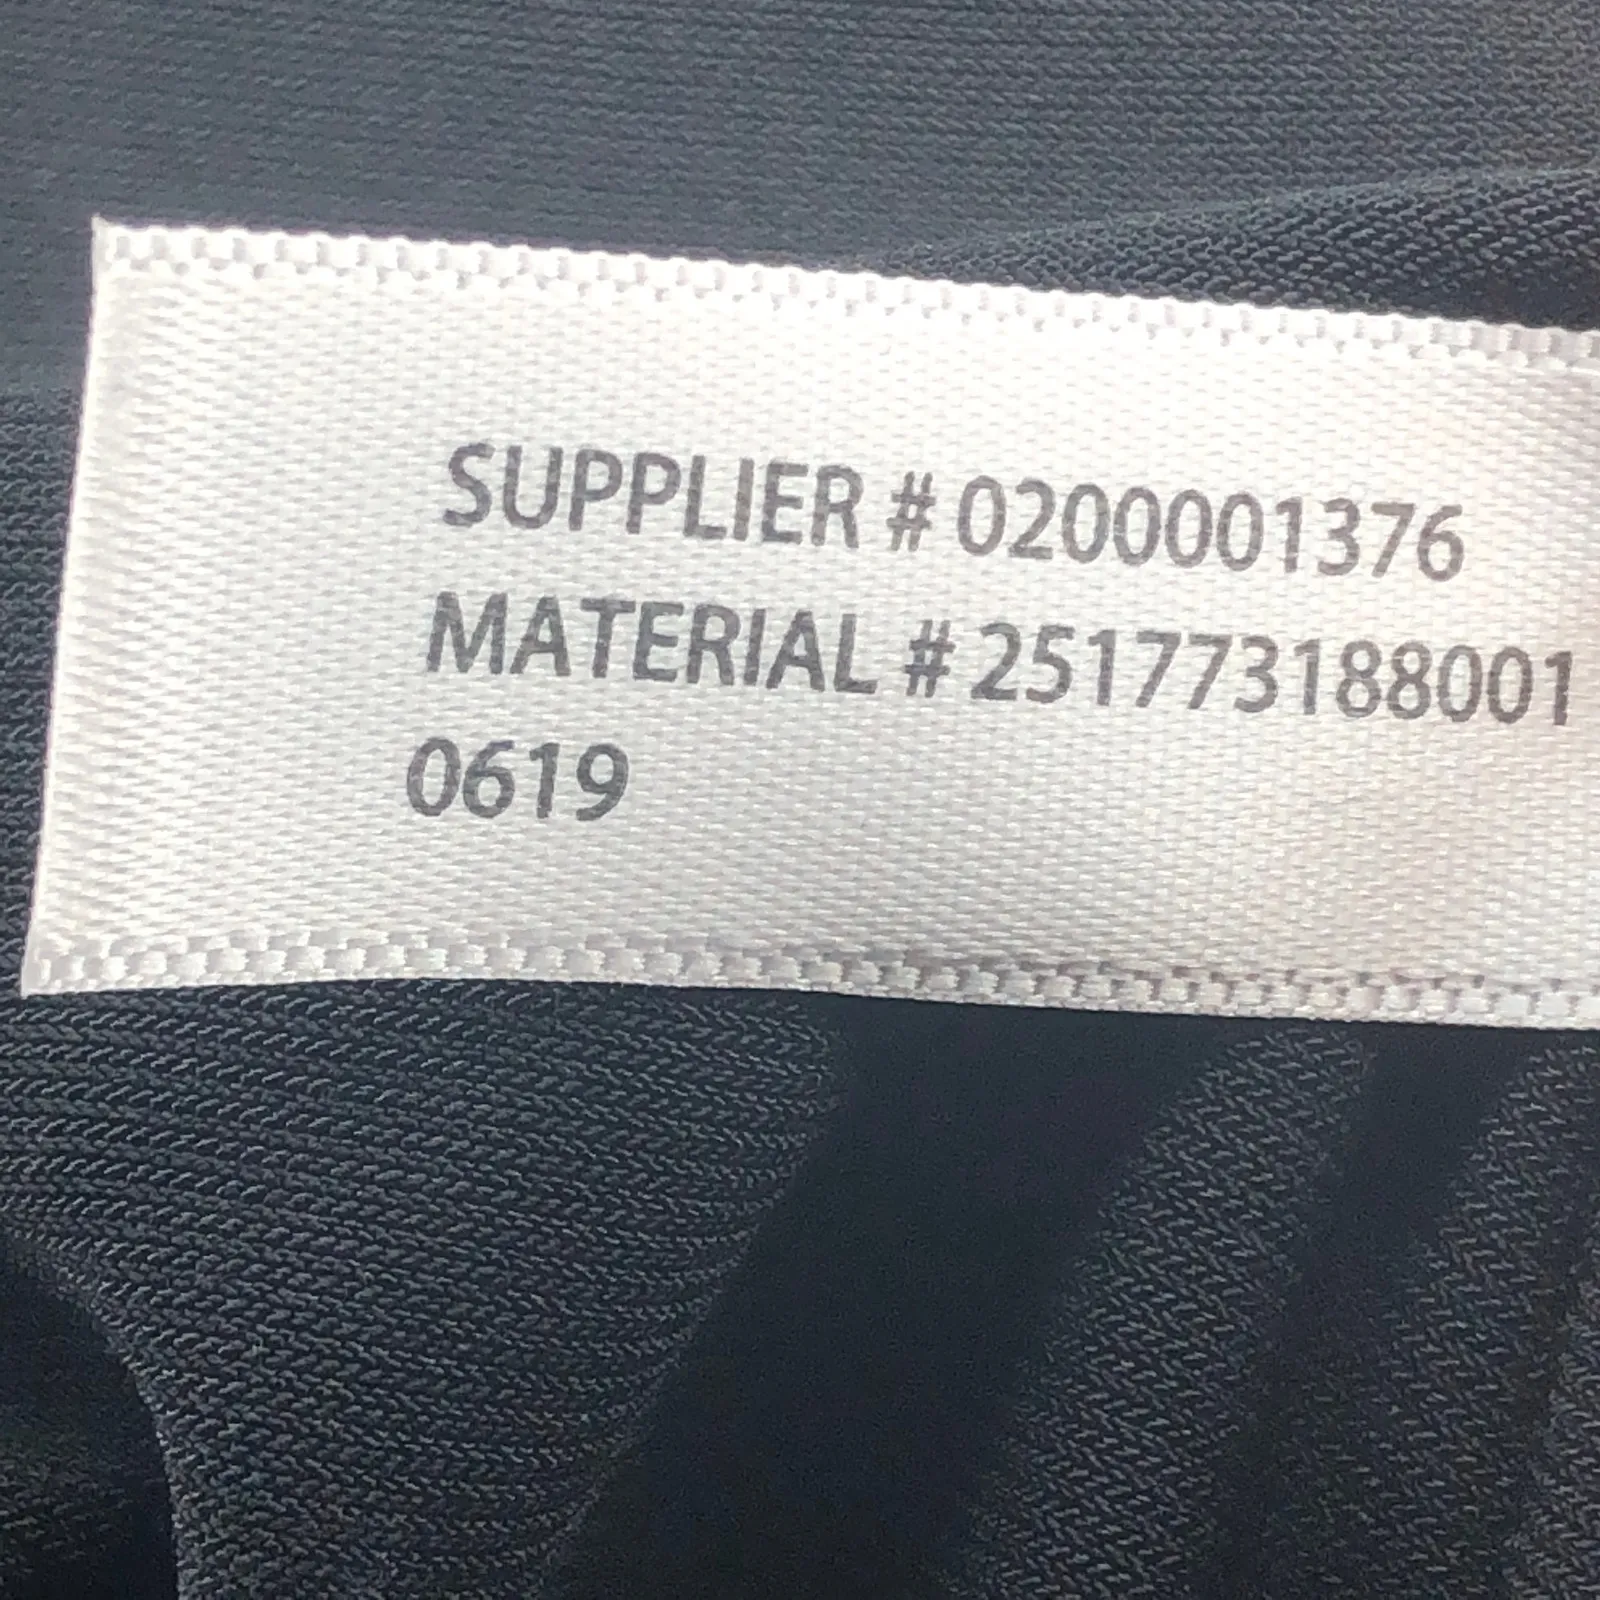 SUPPLIER # 0200001376
MATERIAL # 251773188001
0619